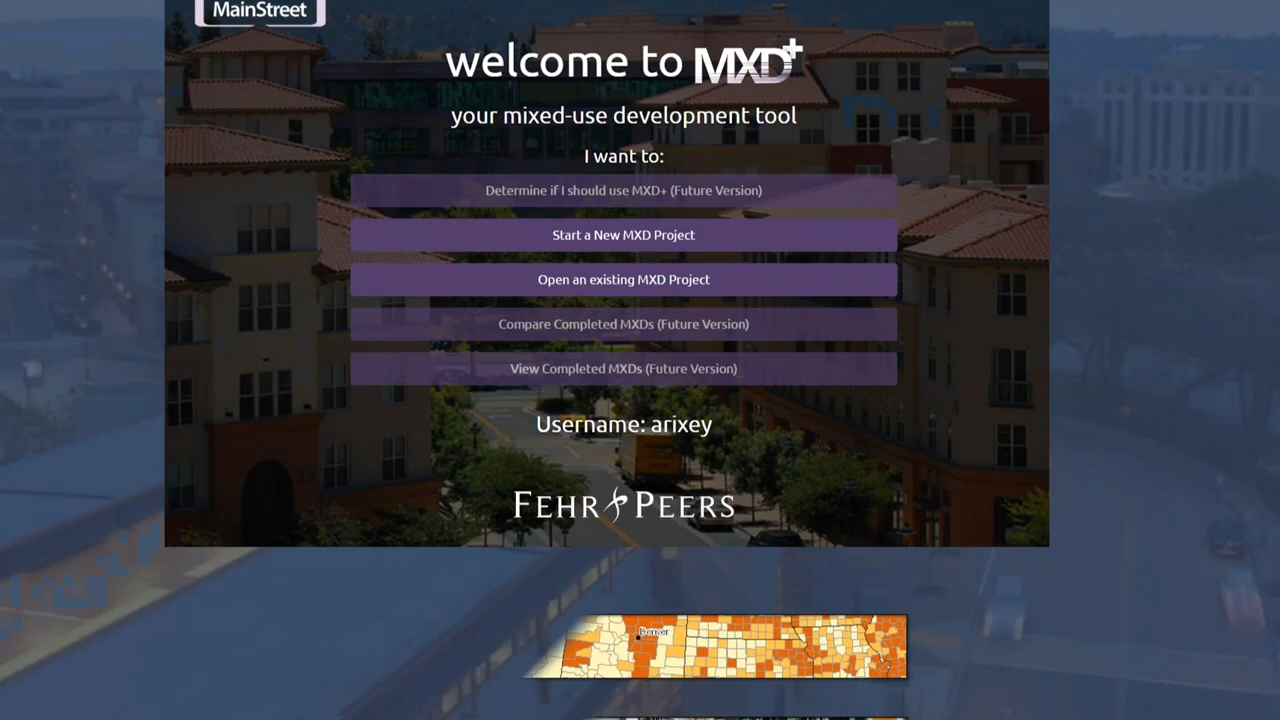 MainStreet
welcome to MXD+
your mixed-use development tool
I want to:
Determine if I should use MXD+ (Future Version)
Start a New MXD Project
Open an existing MXD Project
Compare Completed MXDs (Future Version)
View Completed MXDs (Future Version)
Username: arixey
FEHR PEERS
Denver